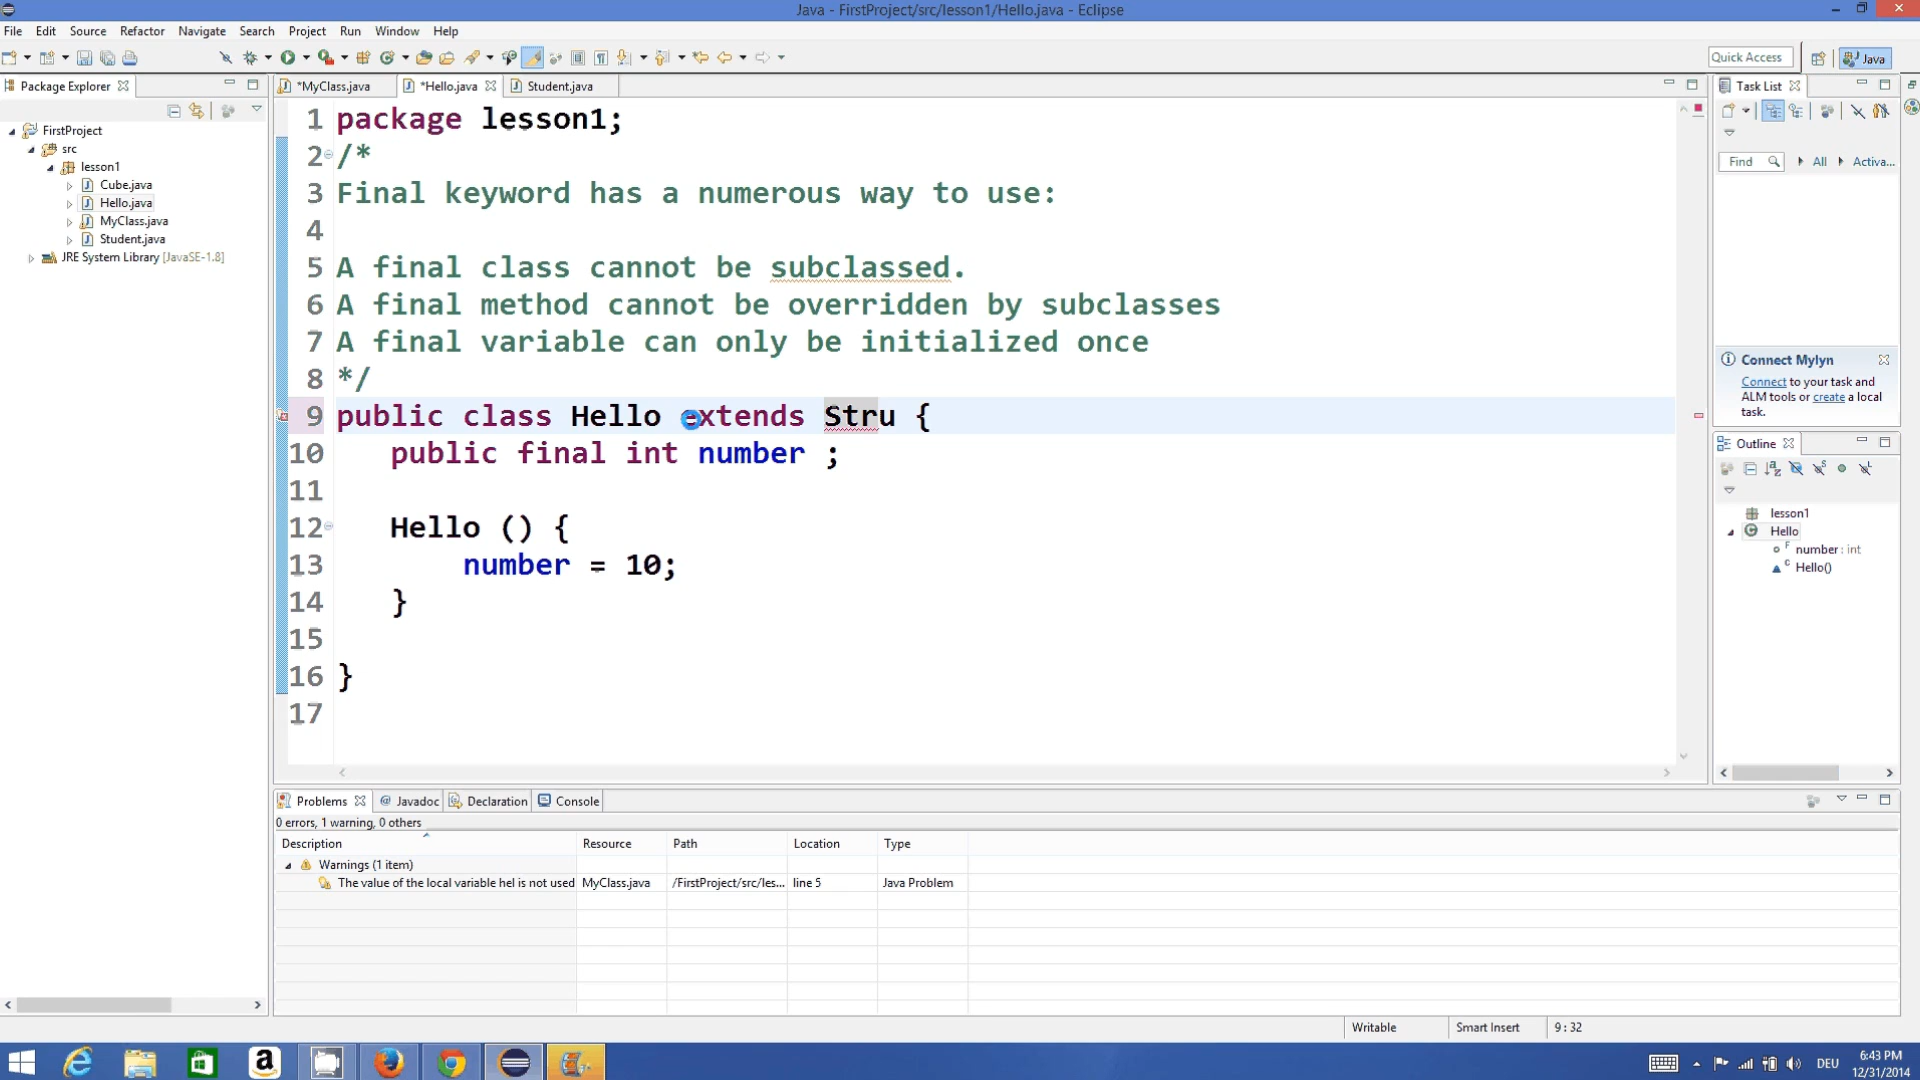 Java - FirstProject/src/lesson1/Hello.java - Eclipse
File Edit Source Refactor Navigate Search Project Run Window Help
Quick Access
Java
Package Explorer
*MyClass.java
*Hello.java
Student.java
Task List
FirstProject
src
lesson1
Cube.java
Hello.java
MyClass.java
Student.java
JRE System Library [JavaSE-1.8]
1 package lesson1;
2 /*
3 Final keyword has a numerous way to use:
4
5 A final class cannot be subclassed.
6 A final method cannot be overridden by subclasses
7 A final variable can only be initialized once
8 */
9 public class Hello extends Stru {
10 public final int number ;
11
12 Hello () {
13 number = 10;
14 }
15
16 }
17
Find All Activa...
Connect Mylyn
Connect to your task and
ALM tools or create a local
task.
Outline
lesson1
Hello
number : int
Hello()
Problems @ Javadoc Declaration Console
0 errors, 1 warning, 0 others
Description Resource Path Location Type
Warnings (1 item)
The value of the local variable hel is not used MyClass.java /FirstProject/src/les... line 5 Java Problem
Writable Smart Insert 9 : 32
DEU
6:43 PM
12/31/2014